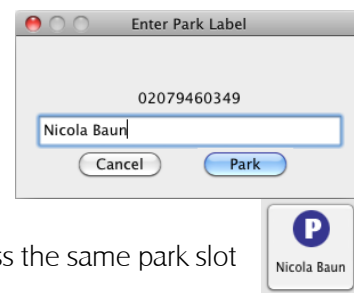 Enter Park Label
02079460349
Nicola Baun
Cancel
Park
P
the same park slot
Nicola Baun